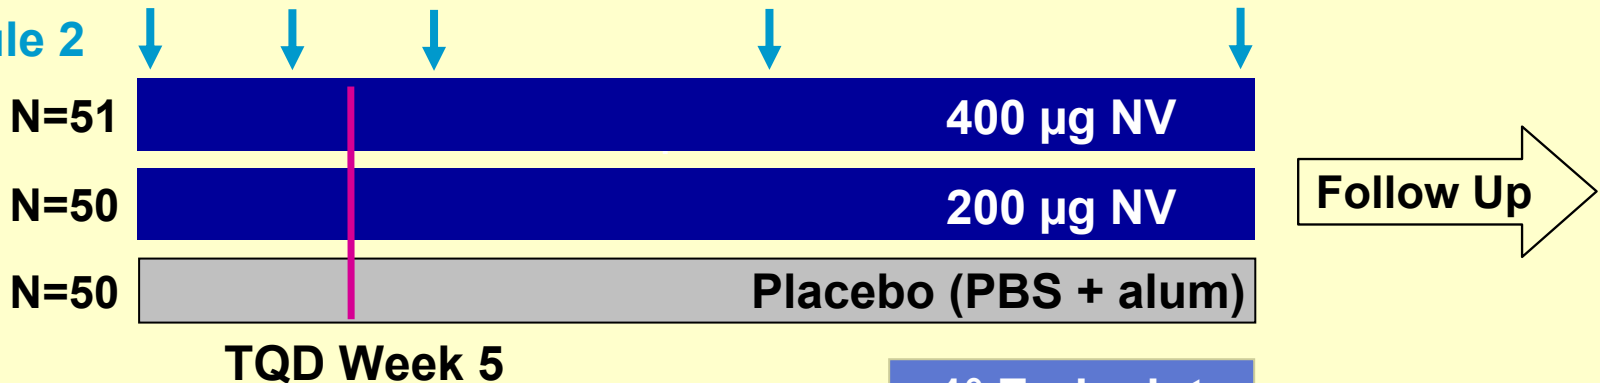 ule 2
N=51 400 µg NV
N=50 200 µg NV
Follow Up
N=50 Placebo (PBS + alum)
TQD Week 5